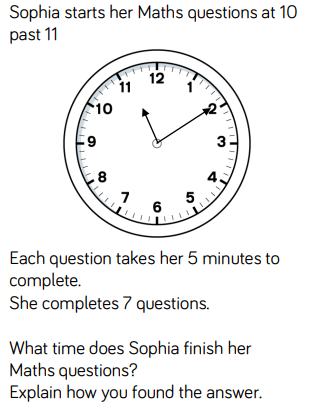 Sophia starts her Maths questions at 10
past 11
12
11
1
10
2
9
3
8
4
7
5
6
Each question takes her 5 minutes to
complete.
She completes 7 questions.
What time does Sophia finish her
Maths questions?
Explain how you found the answer.